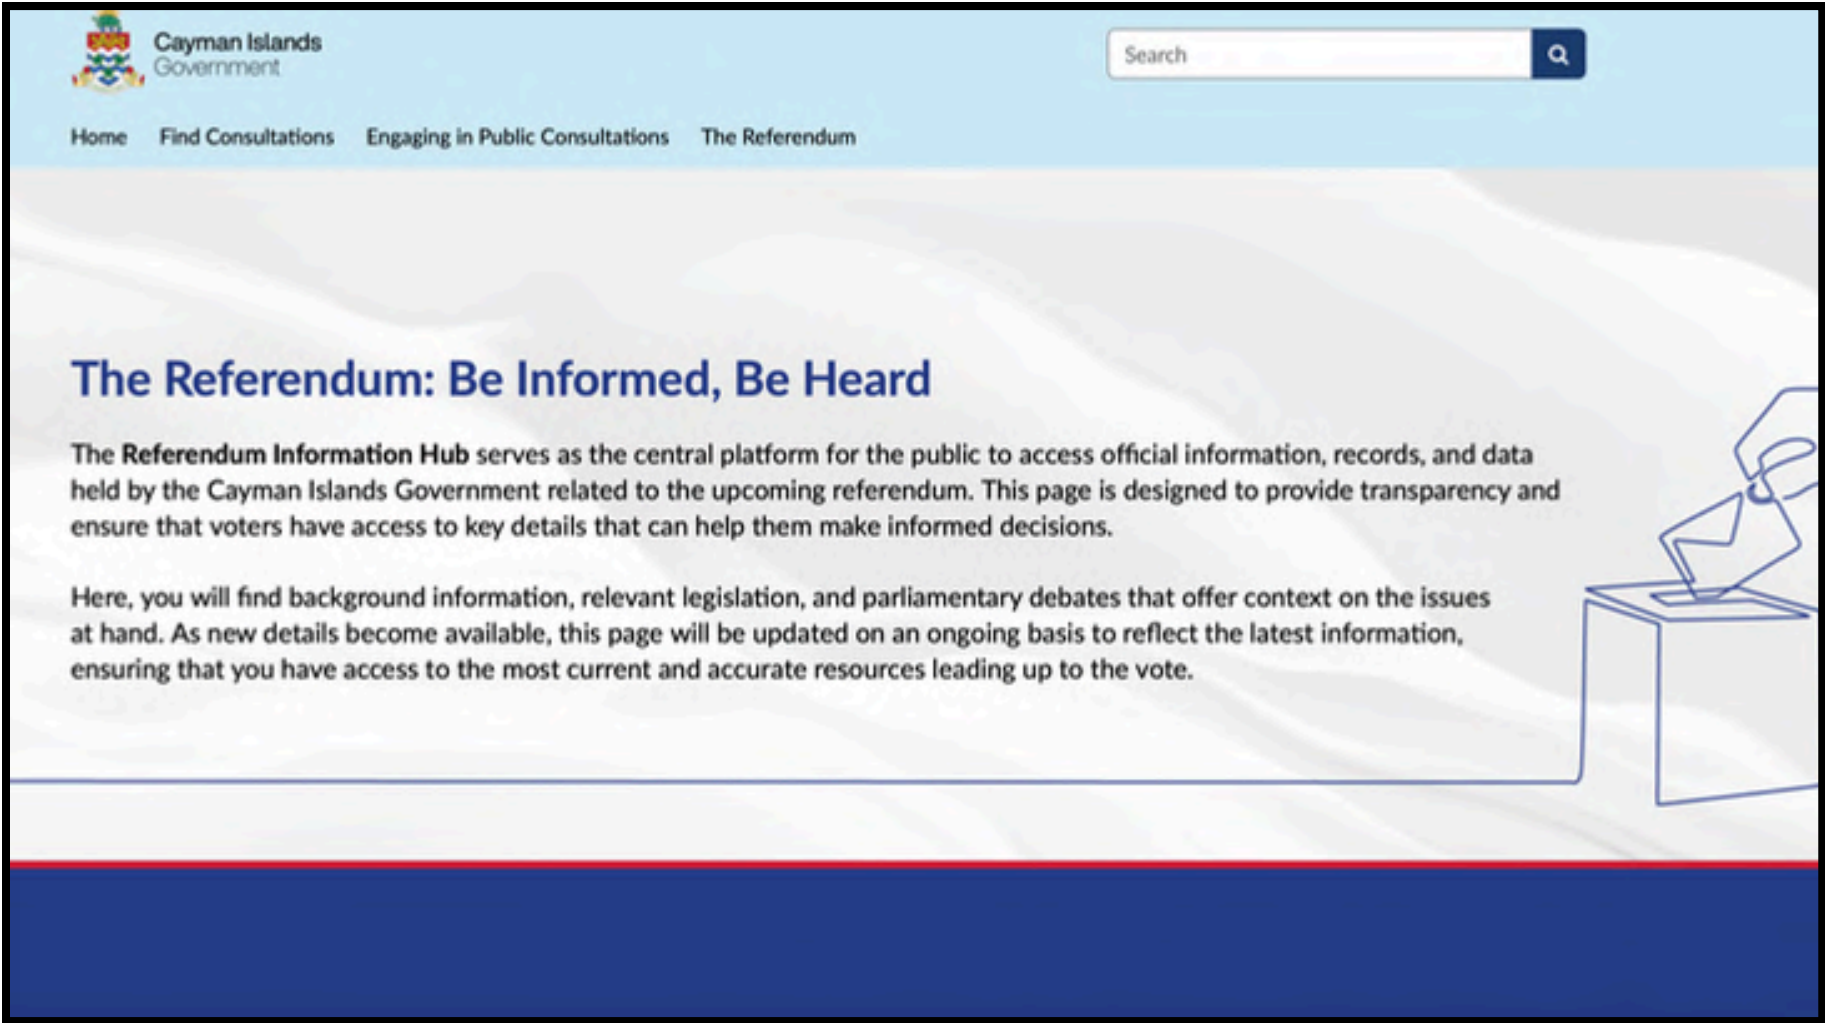 Cayman Islands
Government
Search
Home Find Consultations Engaging in Public Consultations The Referendum
The Referendum: Be Informed, Be Heard
The Referendum Information Hub serves as the central platform for the public to access official information, records, and data
held by the Cayman Islands Government related to the upcoming referendum. This page is designed to provide transparency and
ensure that voters have access to key details that can help them make informed decisions.
Here, you will find background information, relevant legislation, and parliamentary debates that offer context on the issues
at hand. As new details become available, this page will be updated on an ongoing basis to reflect the latest information,
ensuring that you have access to the most current and accurate resources leading up to the vote.